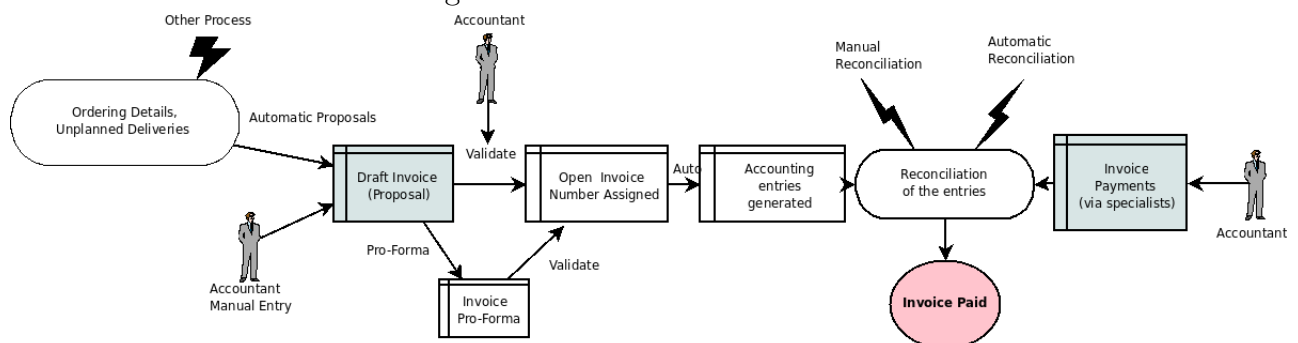 Other Process
Accountant
Manual
Reconciliation
Automatic
Reconciliation
Ordering Details,
Unplanned Deliveries
Automatic Proposals
Validate
Draft Invoice
(Proposal)
Open Invoice
Number Assigned
Auto
Accounting
entries
generated
Reconciliation
of the entries
Invoice
Payments
(via specialists)
Accountant
Pro-Forma
Validate
Accountant
Manual Entry
Invoice
Pro-Forma
Invoice Paid